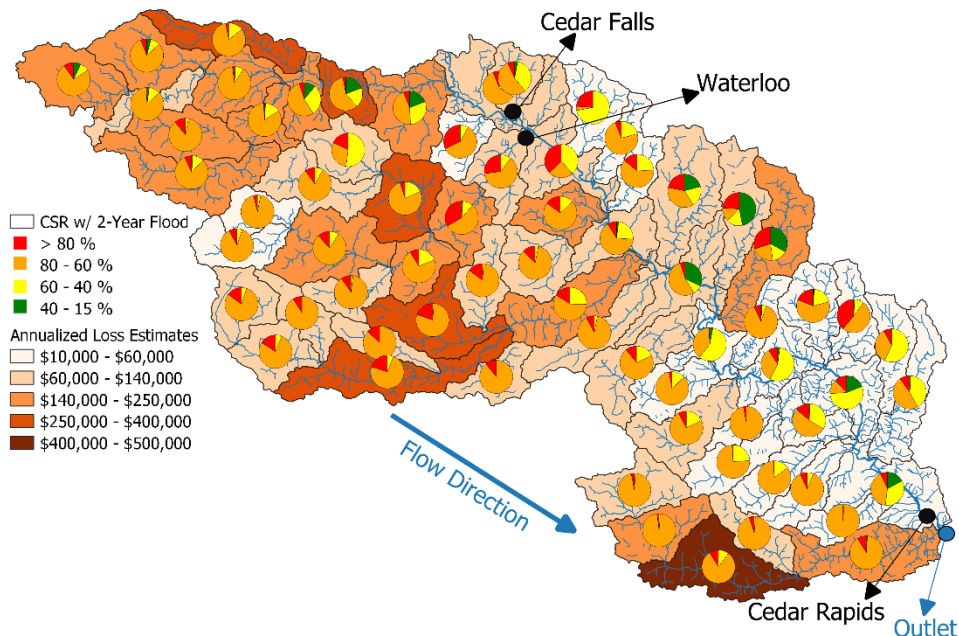 Cedar Falls
Waterloo
CSR w/ 2-Year Flood
> 80 %
80 - 60 %
60 - 40 %
40 - 15 %
Annualized Loss Estimates
$10,000 - $60,000
$60,000 - $140,000
$140,000 - $250,000
$250,000 - $400,000
$400,000 - $500,000
Flow Direction
Cedar Rapids
Outlet